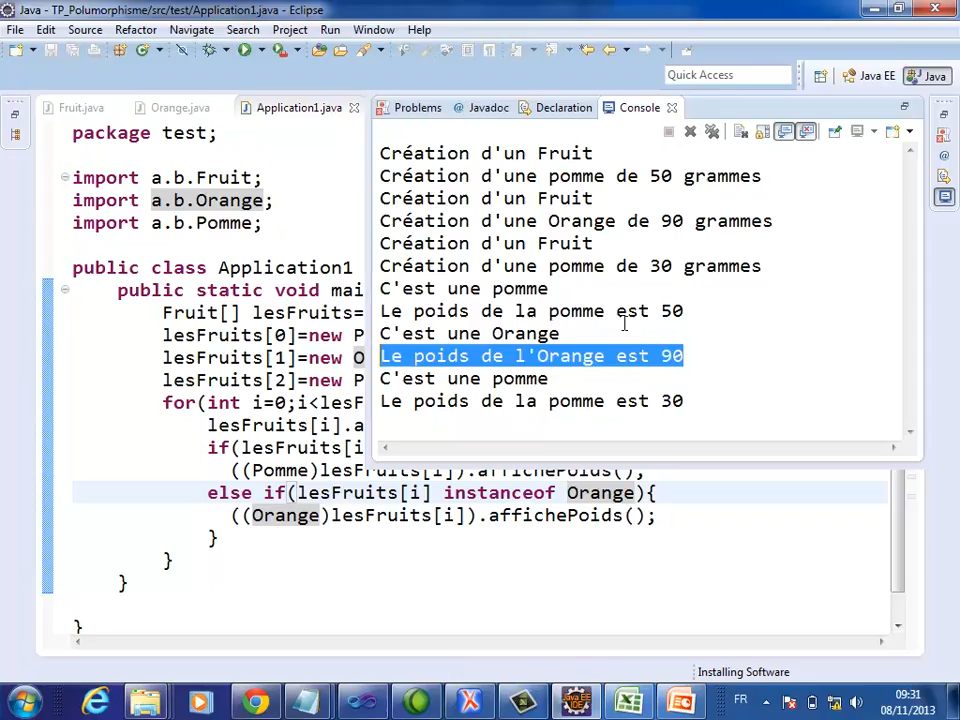 Java - TP_Polumorphisme/src/test/Application1.java - Eclipse
File Edit Source Refactor Navigate Search Project Run Window Help
Quick Access
Java EE
Java
Fruit.java
Orange.java
Application1.java
Problems
@ Javadoc
Declaration
Console
package test;
import a.b.Fruit;
import a.b.Orange;
import a.b.Pomme;
public class Application1
public static void mai
Fruit[] lesFruits=
lesFruits[0]=new P
lesFruits[1]=new O
lesFruits[2]=new P
for(int i=0;i<lesF
lesFruits[i].a
if(lesFruits[i
((Pomme)lesFruits[i]).affichePoids();
else if(lesFruits[i] instanceof Orange){
((Orange)lesFruits[i]).affichePoids();
}
}
}
}
Création d'un Fruit
Création d'une pomme de 50 grammes
Création d'un Fruit
Création d'une Orange de 90 grammes
Création d'un Fruit
Création d'une pomme de 30 grammes
C'est une pomme
Le poids de la pomme est 50
C'est une Orange
Le poids de l'Orange est 90
C'est une pomme
Le poids de la pomme est 30
Installing Software
FR
09:31
08/11/2013